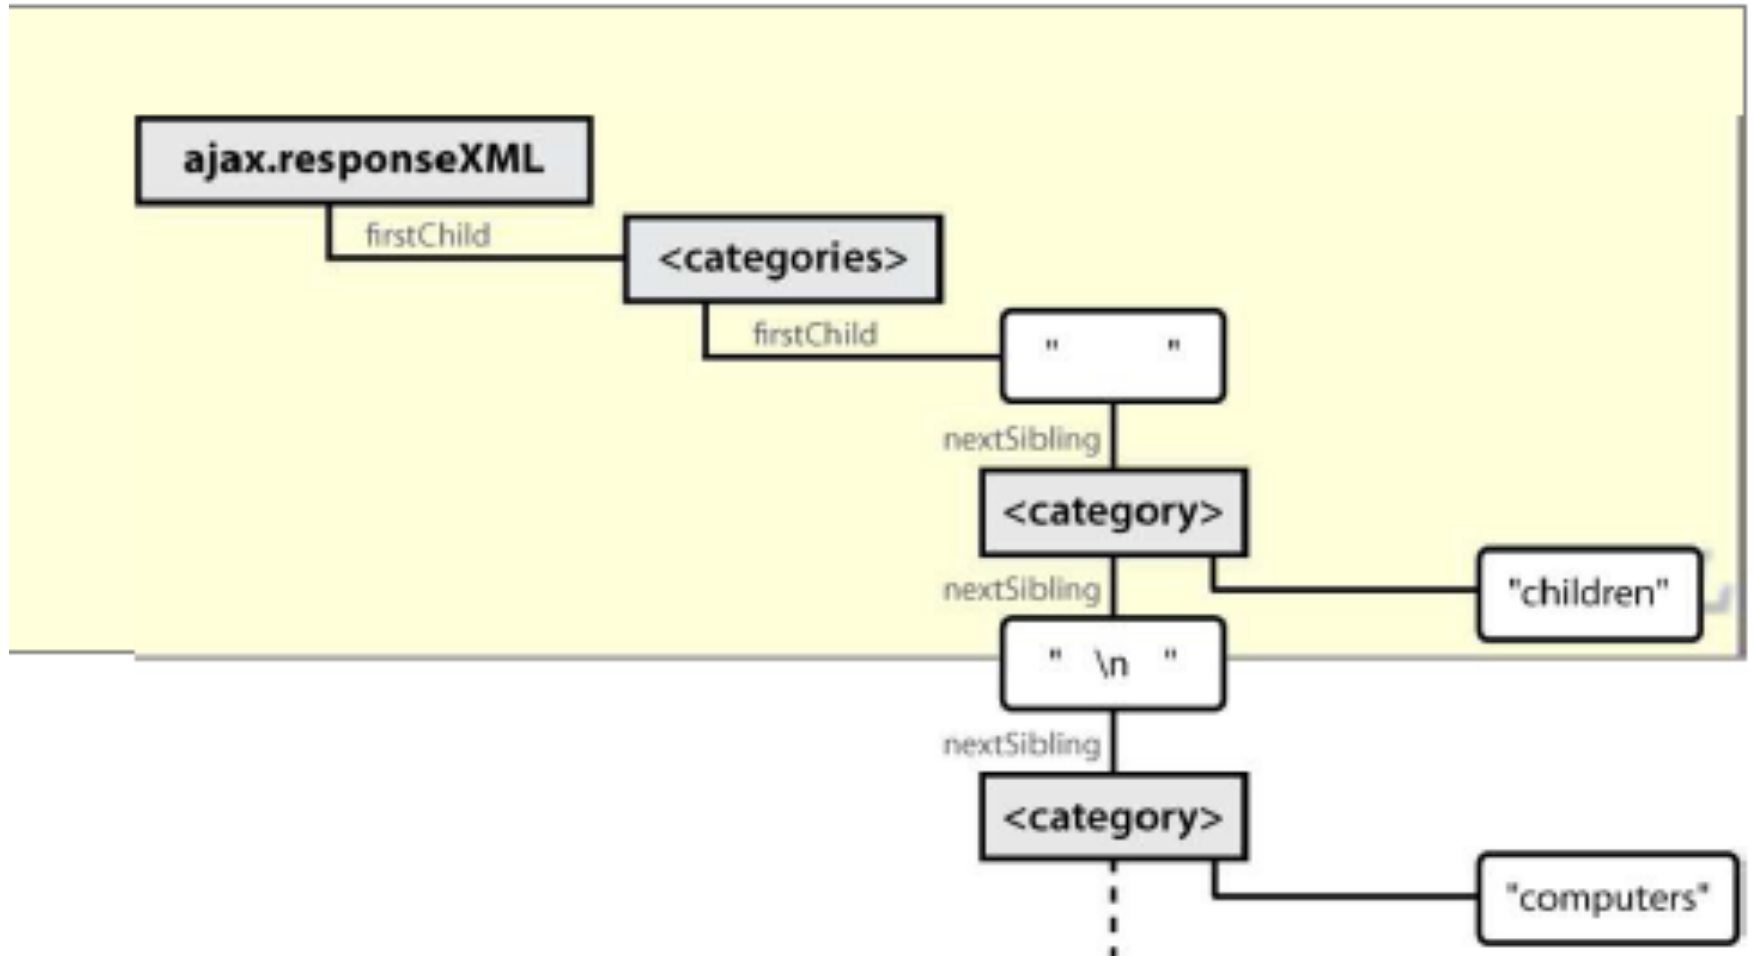 ajax.responseXML
firstChild
<categories>
firstChild
"          "
nextSibling
<category>
nextSibling
"children"
"   \n   "
nextSibling
<category>
"computers"